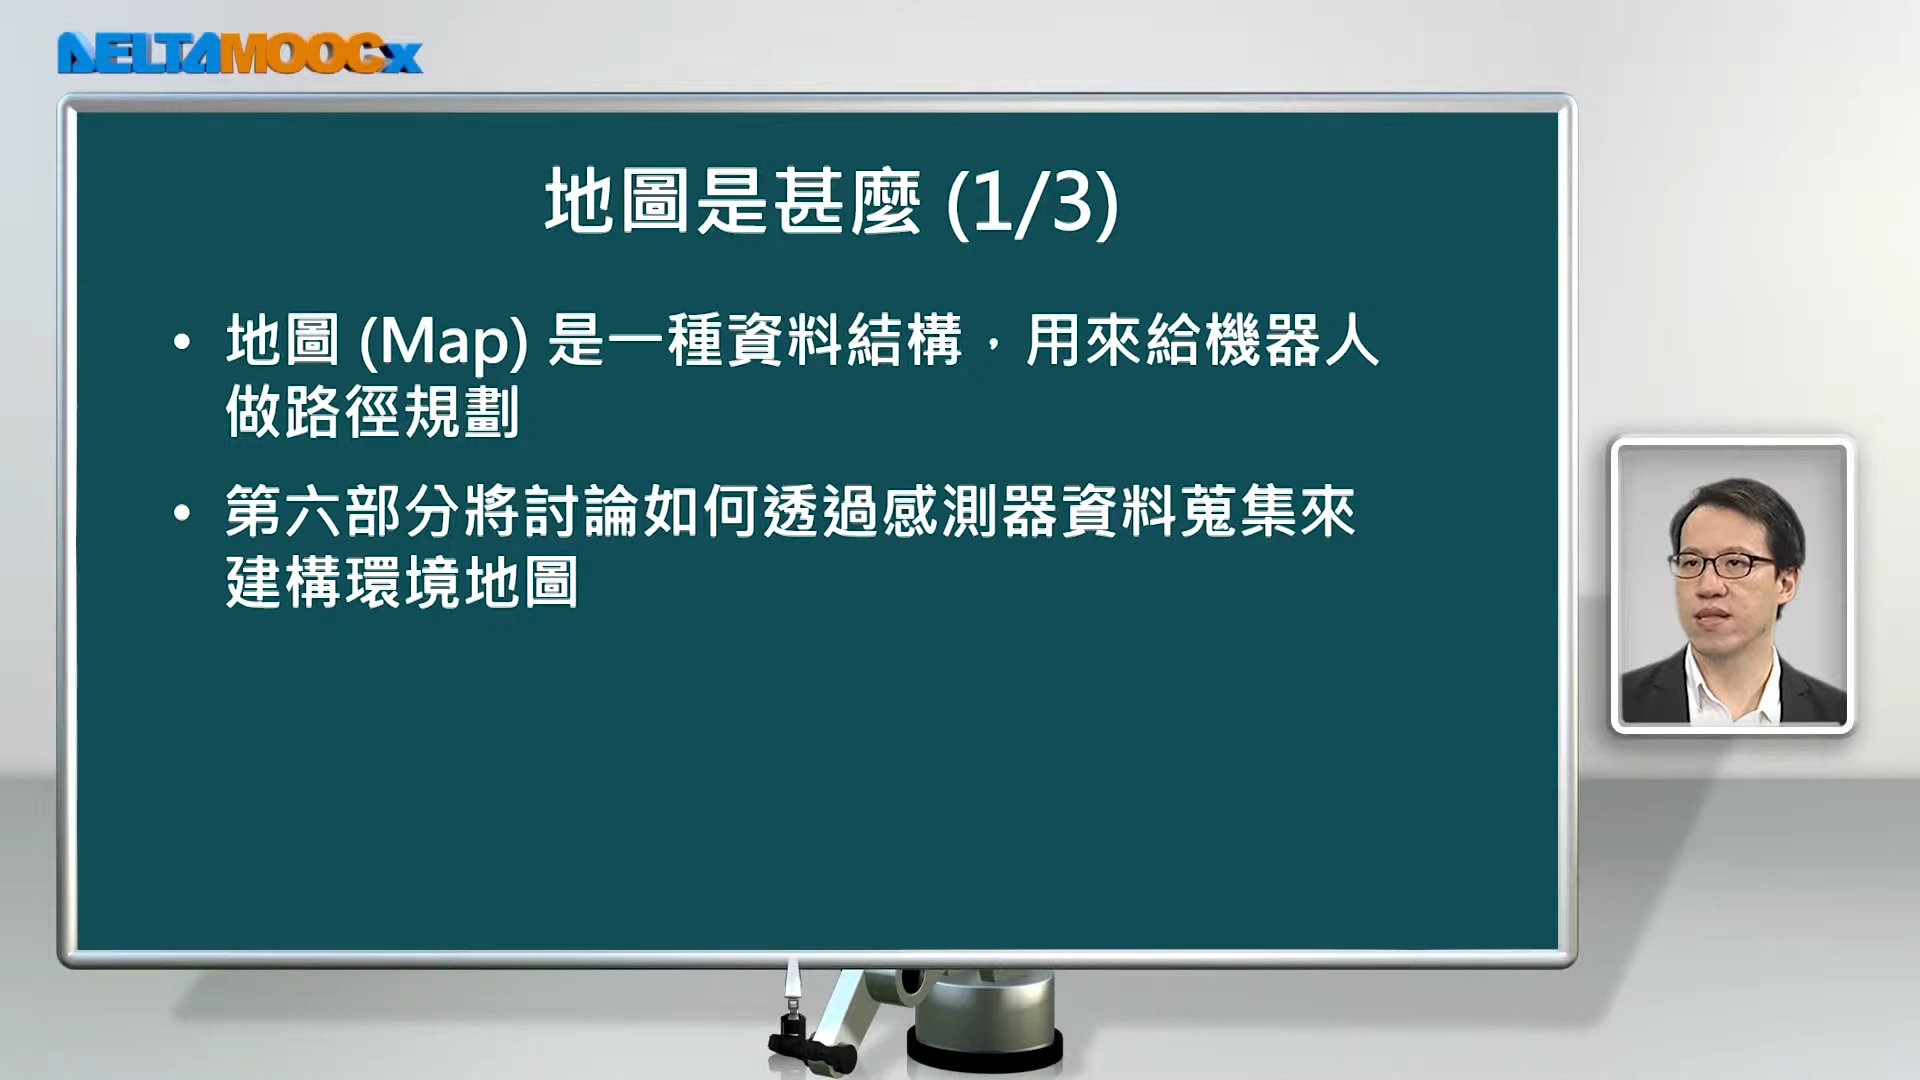 DELTAMOOCx
地圖是甚麼 (1/3)
• 地圖 (Map) 是一種資料結構，用來給機器人
做路徑規劃
• 第六部分將討論如何透過感測器資料蒐集來
建構環境地圖